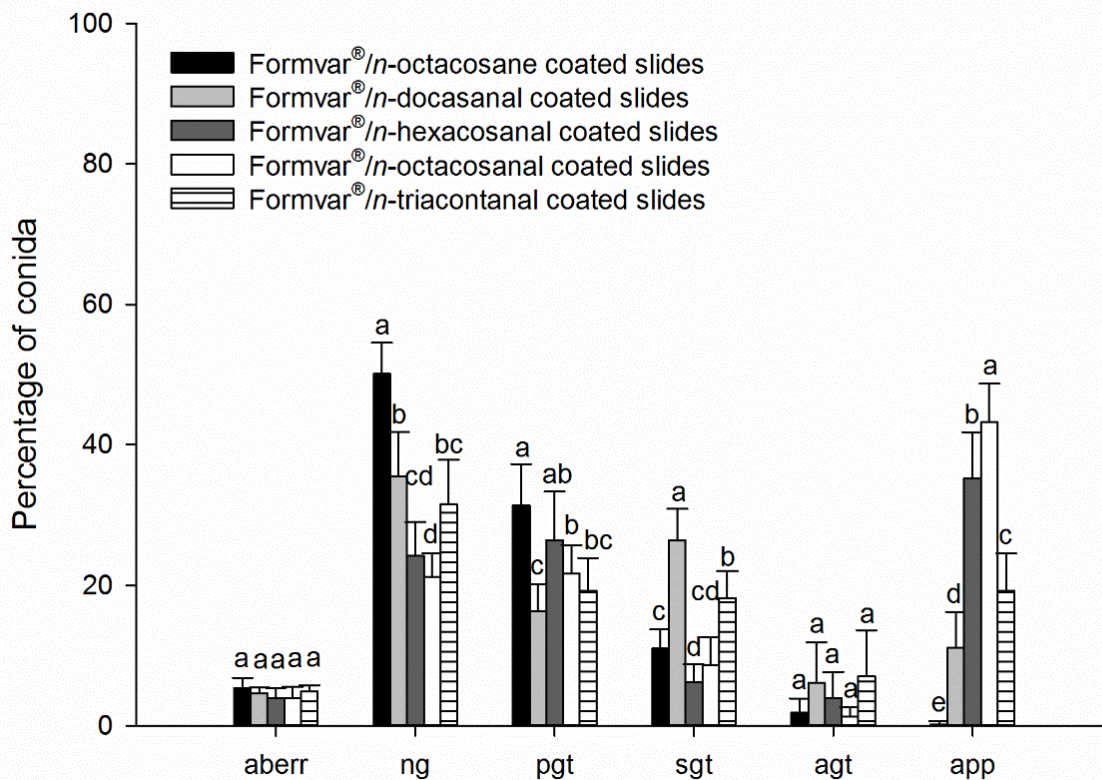 100
80
60
40
20
0
Percentage of conida
Formvar®/n-octacosane coated slides
Formvar®/n-docasanal coated slides
Formvar®/n-hexacosanal coated slides
Formvar®/n-octacosanal coated slides
Formvar®/n-triacontanal coated slides
a a a a a
a b cd d bc
a c ab b bc
c a d cd b
a a a a a
e d b a c
aberr ng pgt sgt agt app